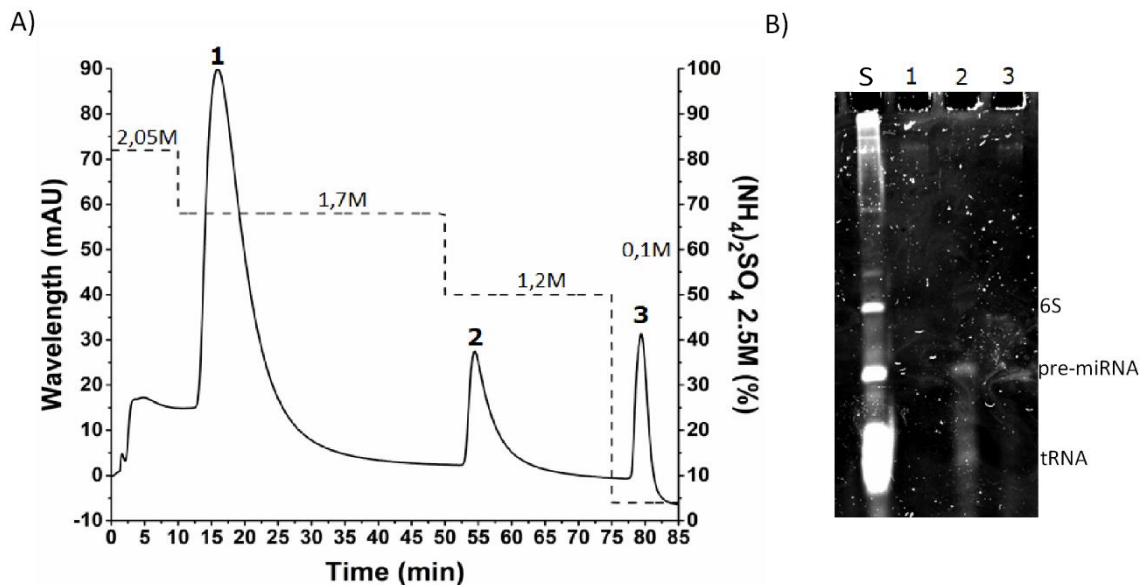 A)
B)
1
2,05M
1,7M
1,2M
0,1M
2
3
90
80
70
60
50
40
30
20
10
0
-10
Wavelength (mAU)
100
90
80
70
60
50
40
30
20
10
0
(NH4)2SO4 2.5M (%)
0 5 10 15 20 25 30 35 40 45 50 55 60 65 70 75 80 85
Time (min)
S 1 2 3
6S
pre-miRNA
tRNA